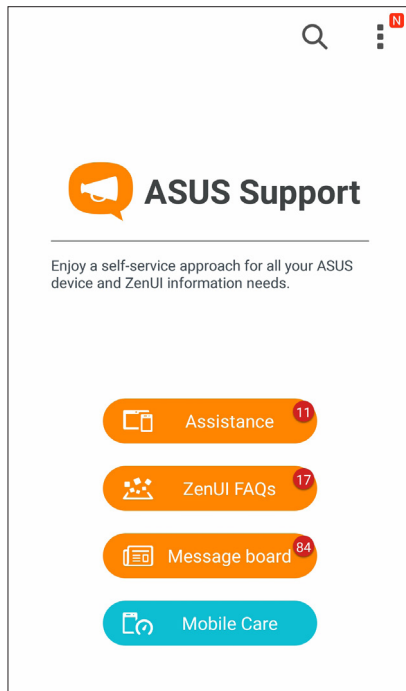 N
ASUS Support
Enjoy a self-service approach for all your ASUS
device and ZenUI information needs.
Assistance
11
ZenUI FAQs
17
Message board
84
Mobile Care